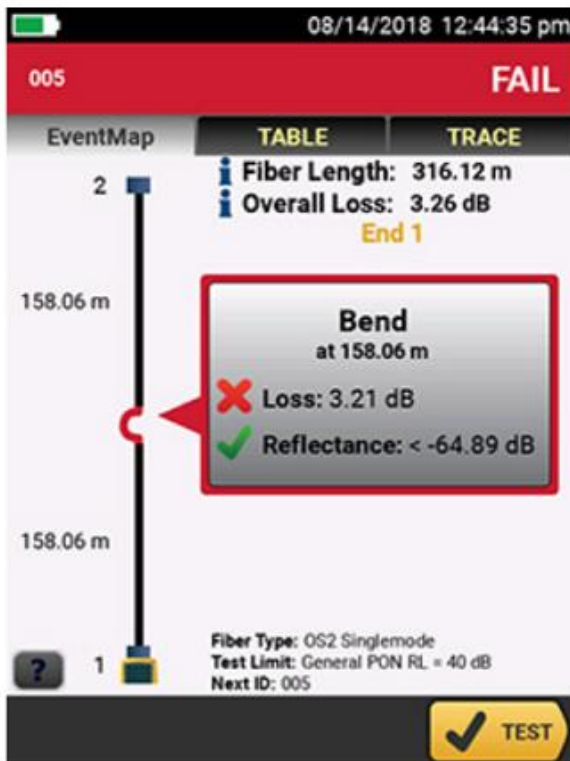 08/14/2018 12:44:35 pm
005 FAIL
EventMap TABLE TRACE
2
Fiber Length: 316.12 m
Overall Loss: 3.26 dB
End 1
158.06 m
Bend
at 158.06 m
Loss: 3.21 dB
Reflectance: < -64.89 dB
158.06 m
Fiber Type: OS2 Singlemode
Test Limit: General PON RL = 40 dB
Next ID: 005
? 1
TEST